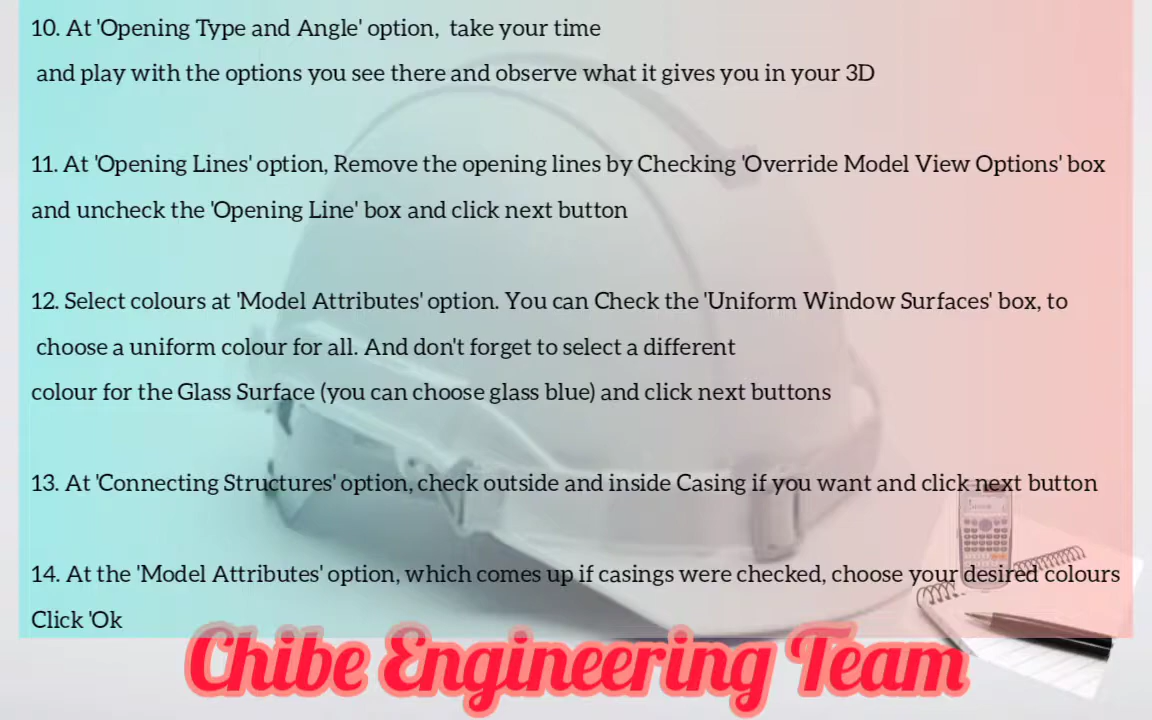 10. At 'Opening Type and Angle' option,  take your time
and play with the options you see there and observe what it gives you in your 3D
11. At 'Opening Lines' option, Remove the opening lines by Checking 'Override Model View Options' box
and uncheck the 'Opening Line' box and click next button
12. Select colours at 'Model Attributes' option. You can Check the 'Uniform Window Surfaces' box, to
choose a uniform colour for all. And don't forget to select a different
colour for the Glass Surface (you can choose glass blue) and click next buttons
13. At 'Connecting Structures' option, check outside and inside Casing if you want and click next button
14. At the 'Model Attributes' option, which comes up if casings were checked, choose your desired colours
Click 'Ok
Chibe Engineering Team